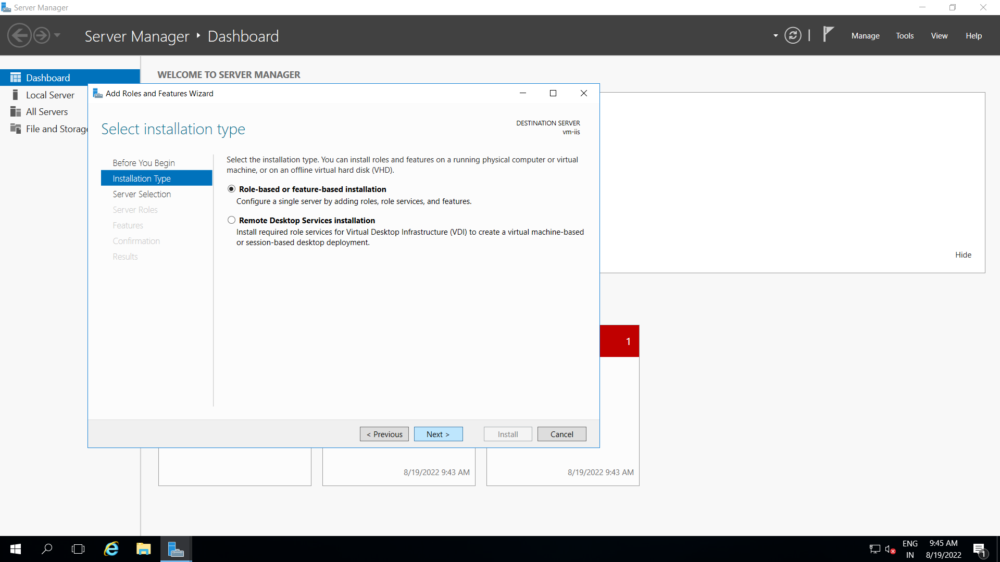 Server Manager
Server Manager ‣ Dashboard
Manage
Tools
View
Help
Dashboard
Local Server
All Servers
File and Storage
WELCOME TO SERVER MANAGER
Add Roles and Features Wizard
Select installation type
DESTINATION SERVER
vm-iis
Before You Begin
Installation Type
Server Selection
Server Roles
Features
Confirmation
Results
Select the installation type. You can install roles and features on a running physical computer or virtual
machine, or on an offline virtual hard disk (VHD).
Role-based or feature-based installation
Configure a single server by adding roles, role services, and features.
Remote Desktop Services installation
Install required role services for Virtual Desktop Infrastructure (VDI) to create a virtual machine-based
or session-based desktop deployment.
Hide
1
< Previous
Next >
Install
Cancel
8/19/2022 9:43 AM
8/19/2022 9:43 AM
ENG
IN
9:45 AM
8/19/2022
1